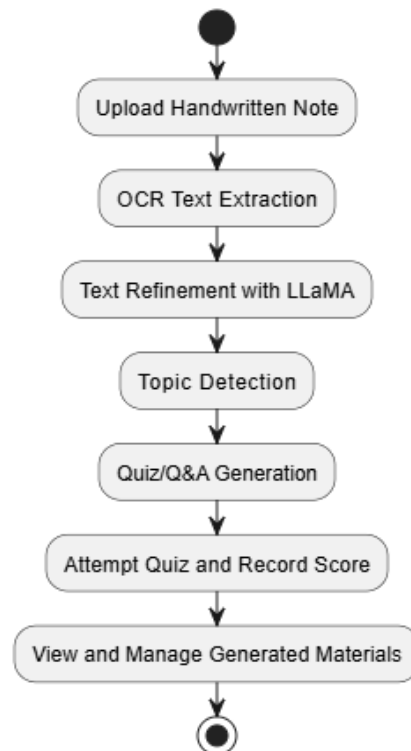 Upload Handwritten Note
OCR Text Extraction
Text Refinement with LLaMA
Topic Detection
Quiz/Q&A Generation
Attempt Quiz and Record Score
View and Manage Generated Materials